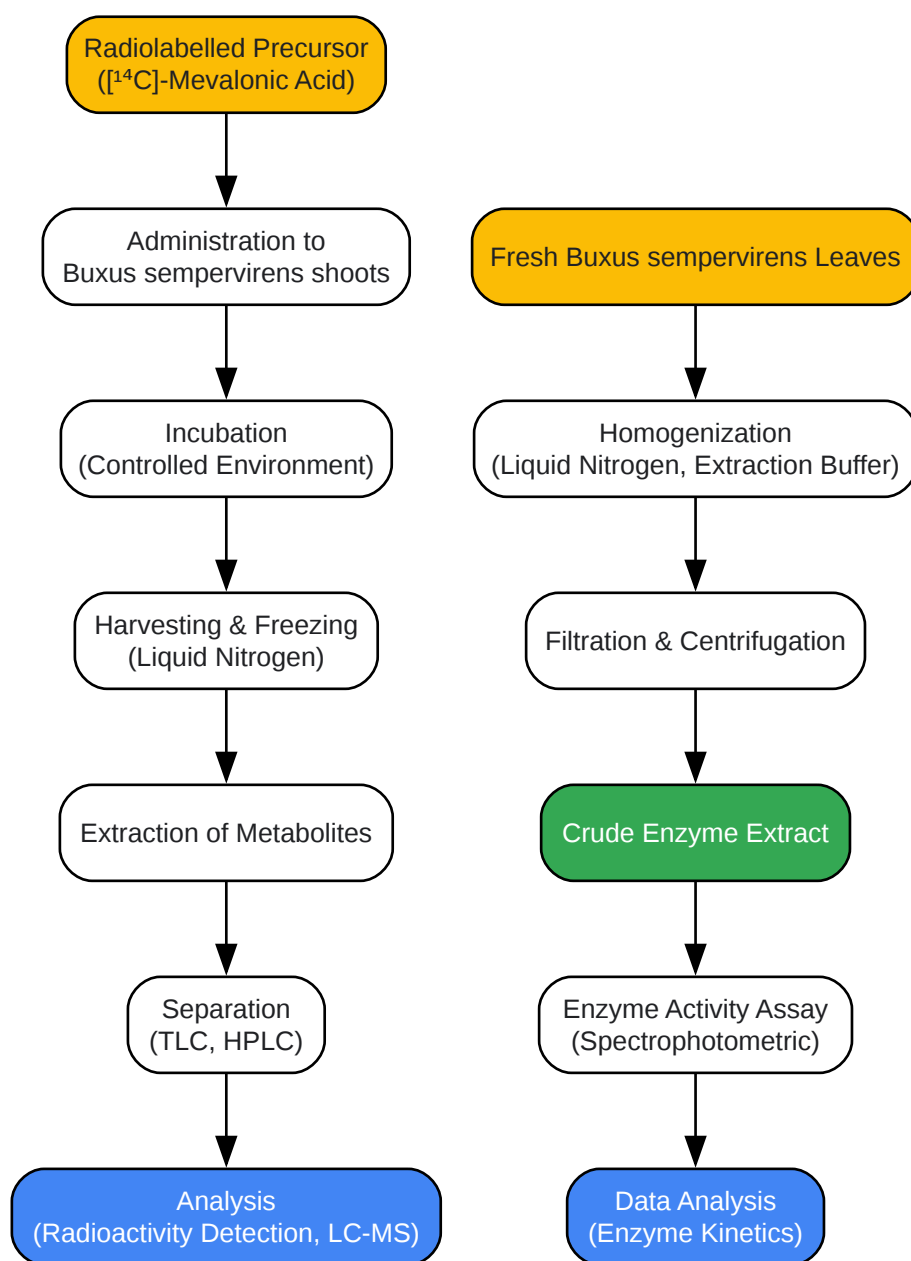 Radiolabelled Precursor
([¹⁴C]-Mevalonic Acid)
Administration to
Buxus sempervirens shoots
Incubation
(Controlled Environment)
Harvesting & Freezing
(Liquid Nitrogen)
Extraction of Metabolites
Separation
(TLC, HPLC)
Analysis
(Radioactivity Detection, LC-MS)
Fresh Buxus sempervirens Leaves
Homogenization
(Liquid Nitrogen, Extraction Buffer)
Filtration & Centrifugation
Crude Enzyme Extract
Enzyme Activity Assay
(Spectrophotometric)
Data Analysis
(Enzyme Kinetics)